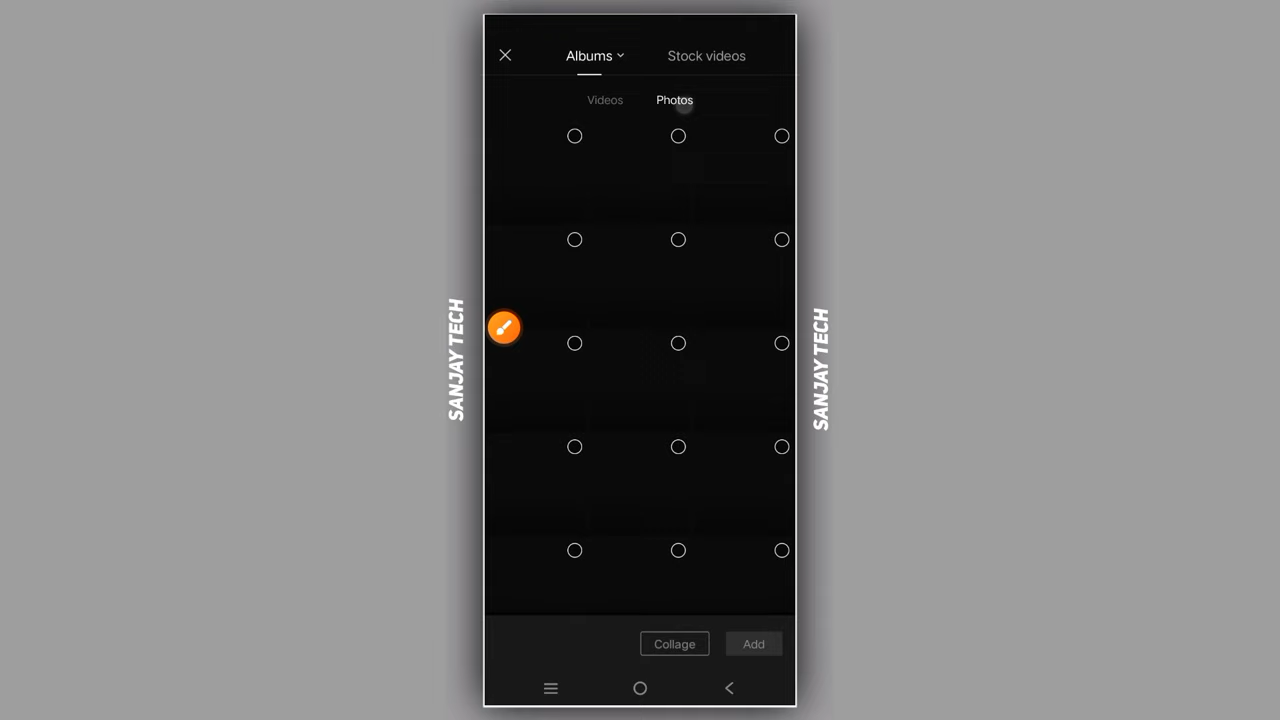 Albums
Stock videos
Videos
Photos
SANJAY TECH
SANJAY TECH
Collage
Add